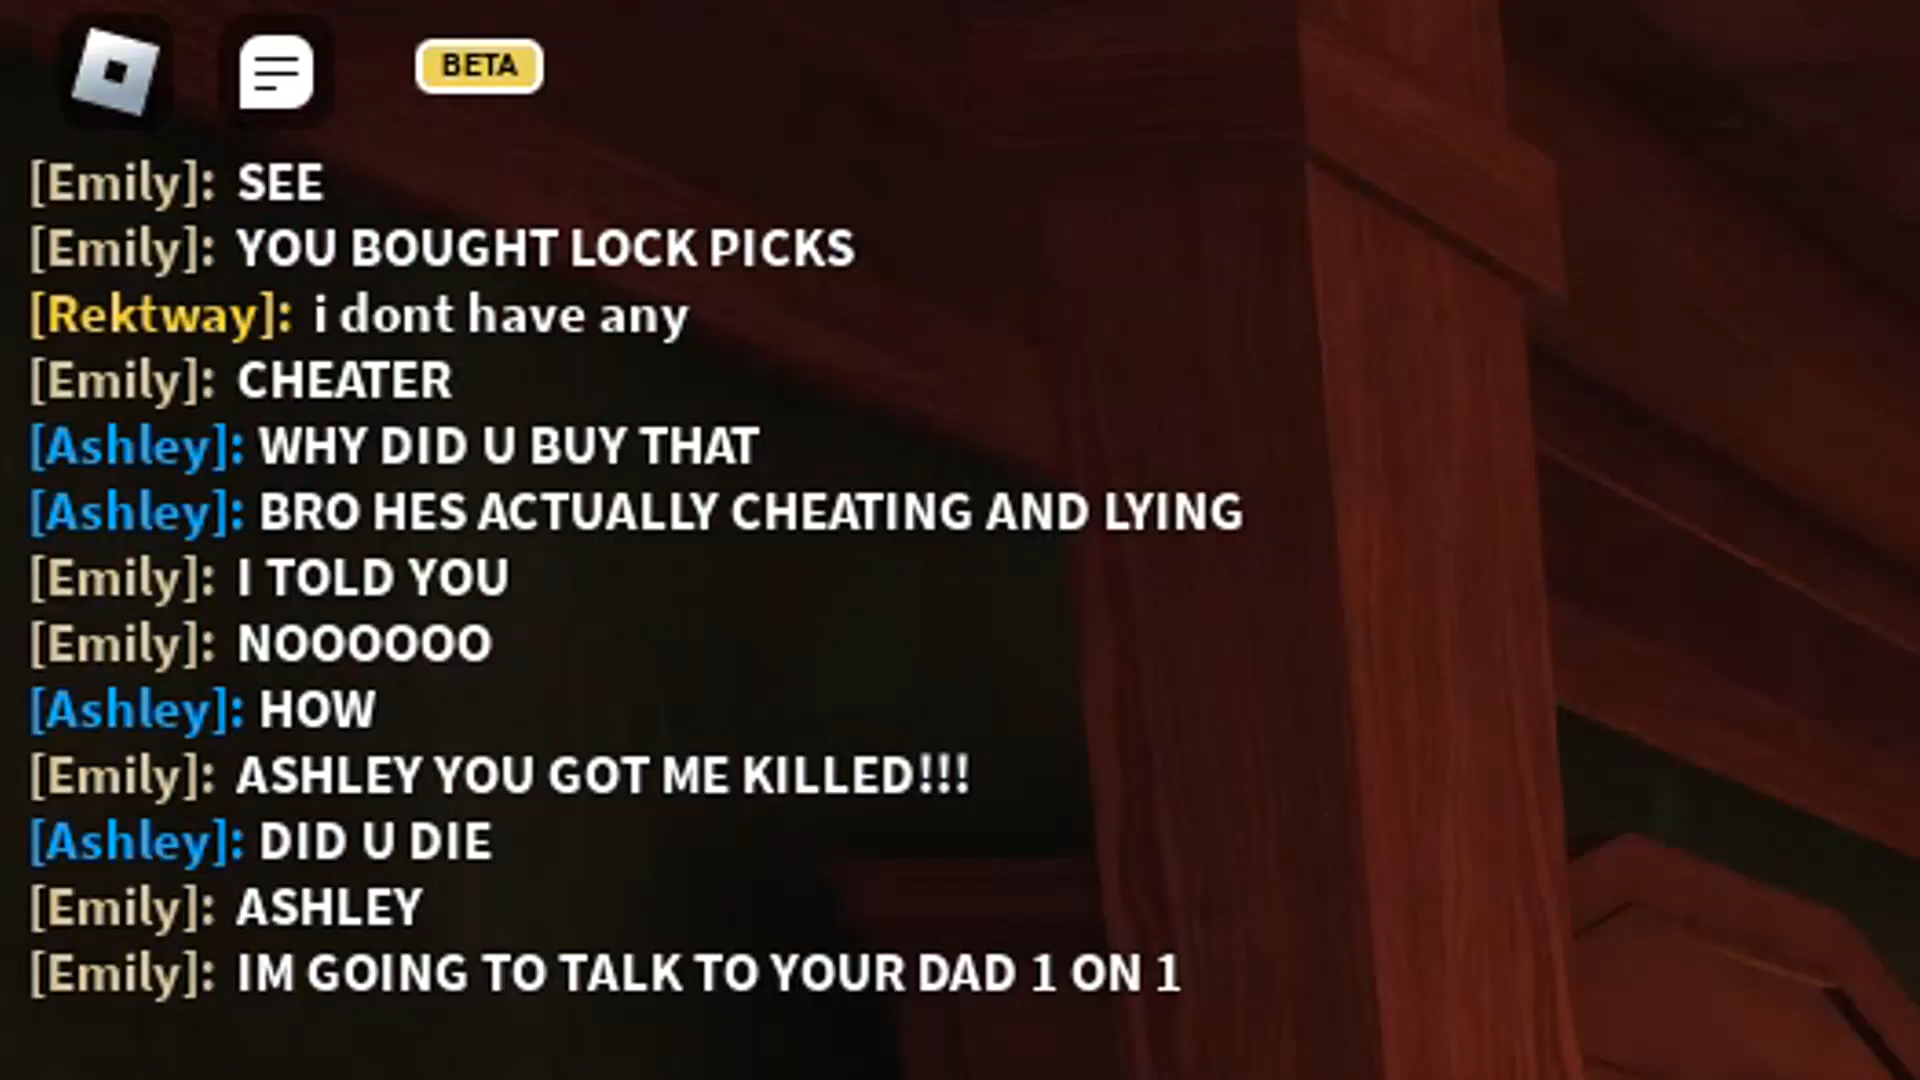 BETA
[Emily]: SEE
[Emily]: YOU BOUGHT LOCK PICKS
[Rektway]: i dont have any
[Emily]: CHEATER
[Ashley]: WHY DID U BUY THAT
[Ashley]: BRO HES ACTUALLY CHEATING AND LYING
[Emily]: I TOLD YOU
[Emily]: NOOOOOO
[Ashley]: HOW
[Emily]: ASHLEY YOU GOT ME KILLED!!!
[Ashley]: DID U DIE
[Emily]: ASHLEY
[Emily]: IM GOING TO TALK TO YOUR DAD 1 ON 1